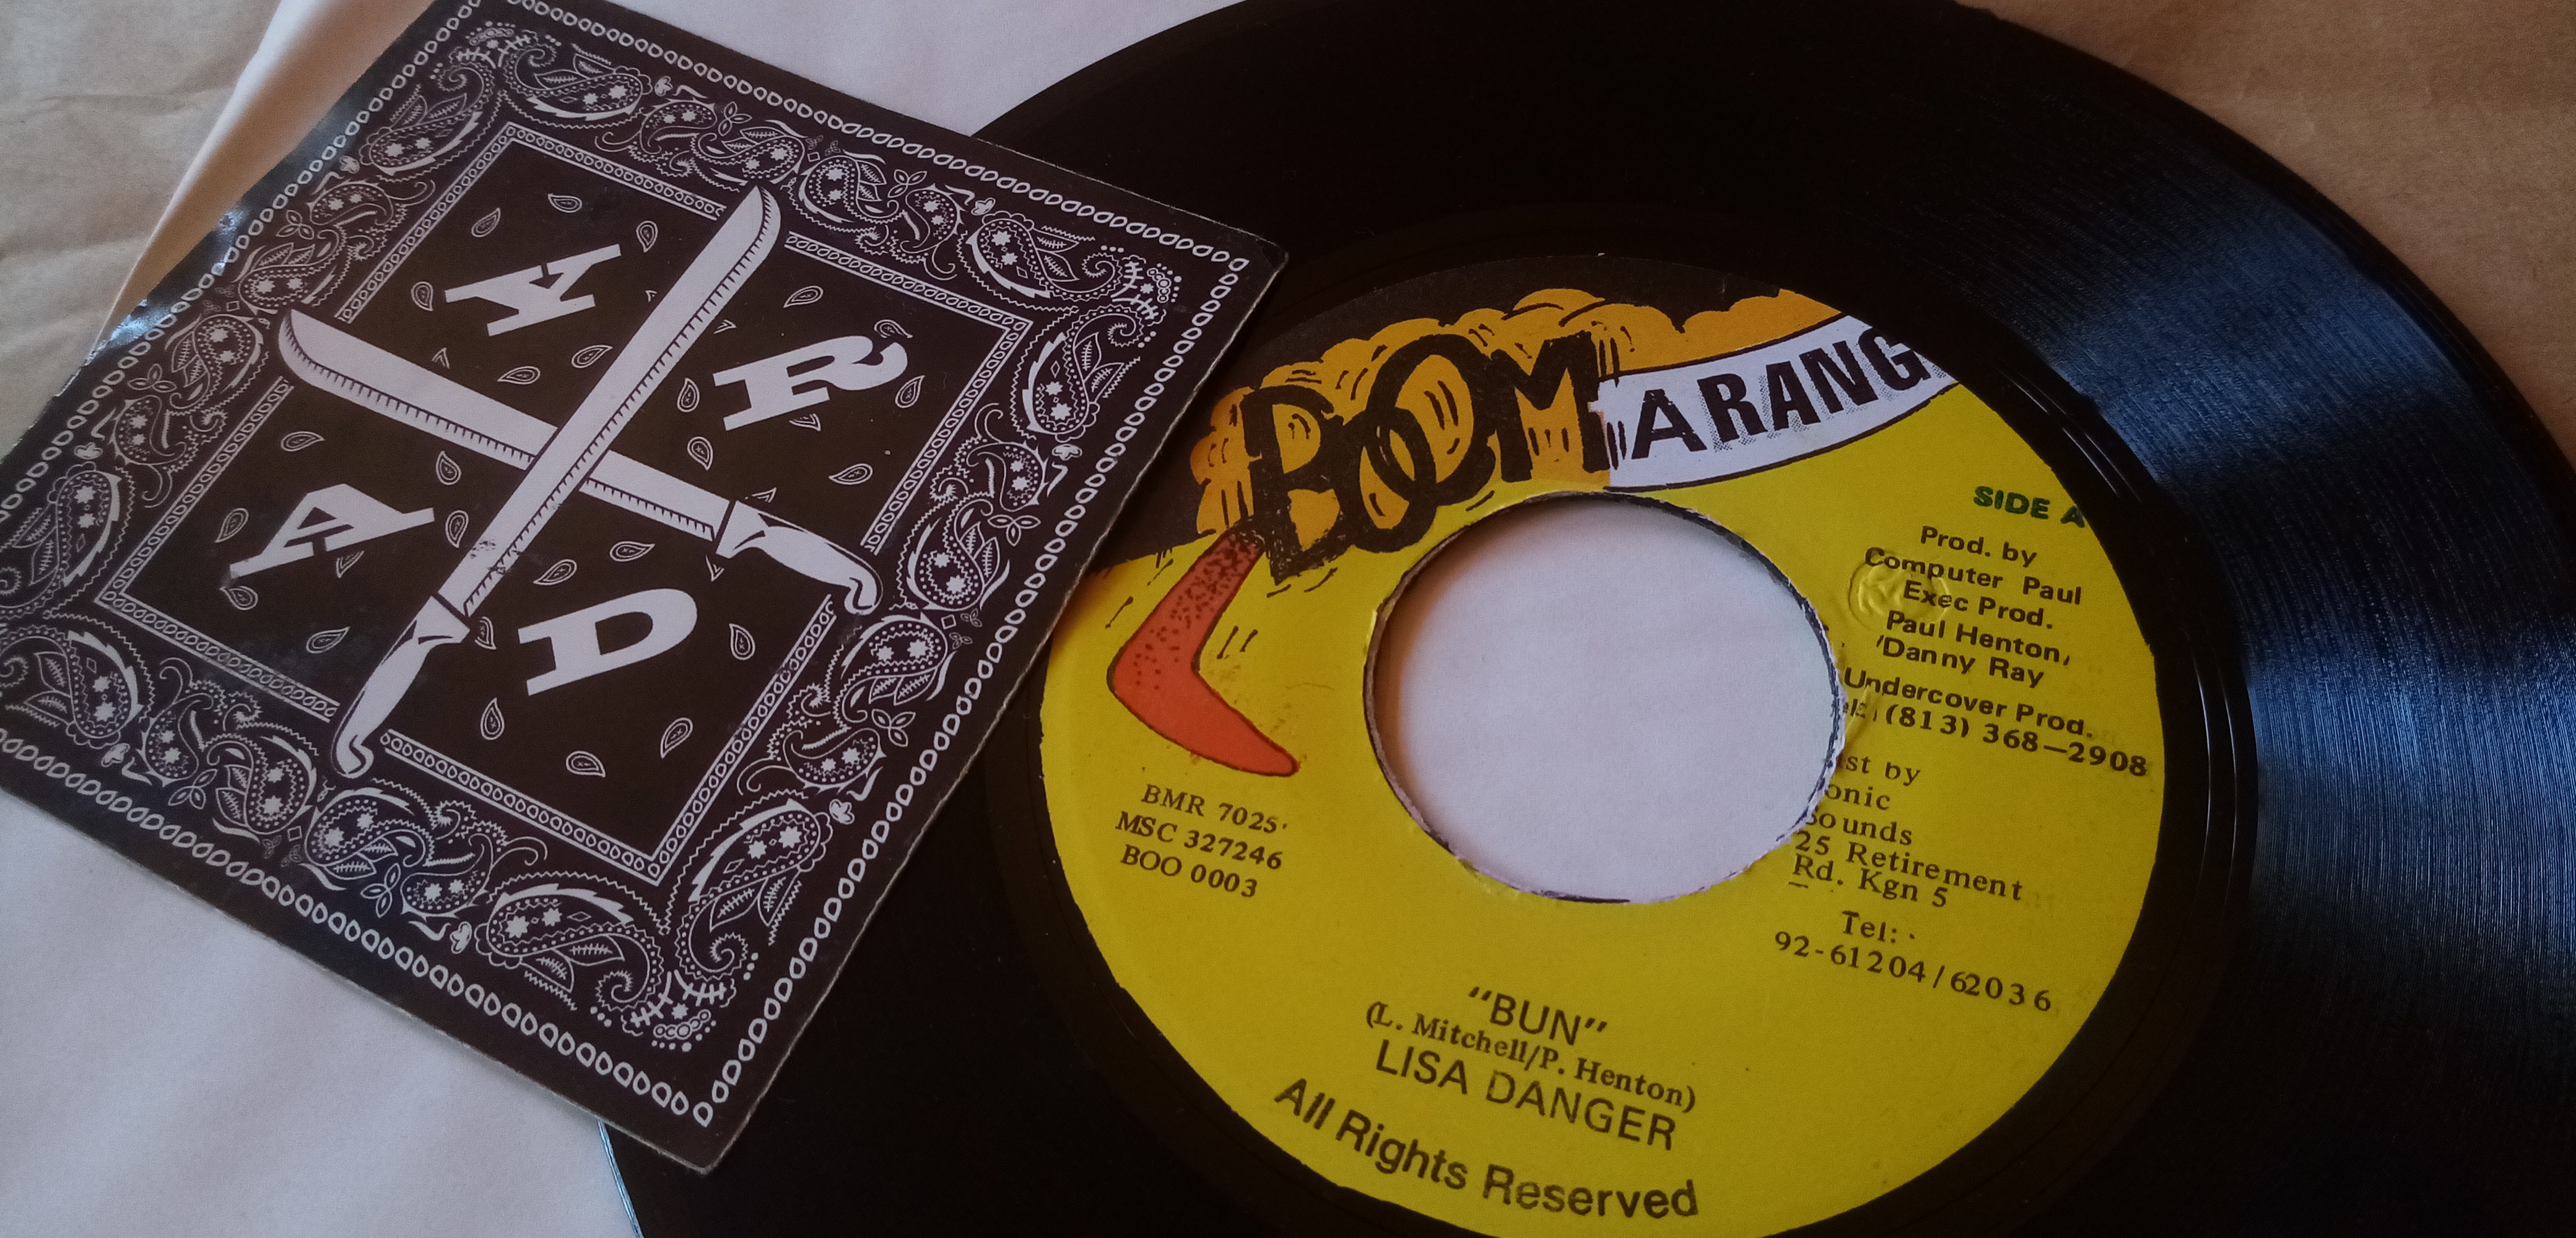 A R
A D
BOOM
ARANG
SIDE A
Prod. by
Computer Paul
Exec Prod.
Paul Henton,
Danny Ray
Undercover Prod.
(813) 368-2908
by
25 Retirement
Rd. Kgn 5
Tel:
92-61204/62036
BMR 7025
MSC 327246
BOO 0003
"BUN"
(L. Mitchell/P. Henton)
LISA DANGER
All Rights Reserved